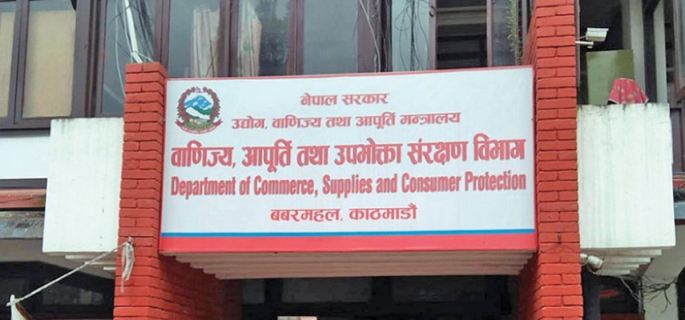 नेपाल सरकार
उद्योग, वाणिज्य तथा आपूर्ति मन्त्रालय
वाणिज्य, आपूर्ति तथा उपभोक्ता संरक्षण विभाग
Department of Commerce, Supplies and Consumer Protection
बबरमहल, काठमाडौं